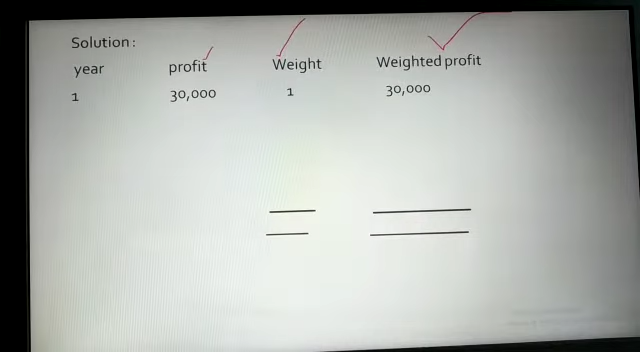 Solution:
year profit Weight Weighted profit
1 30,000 1 30,000